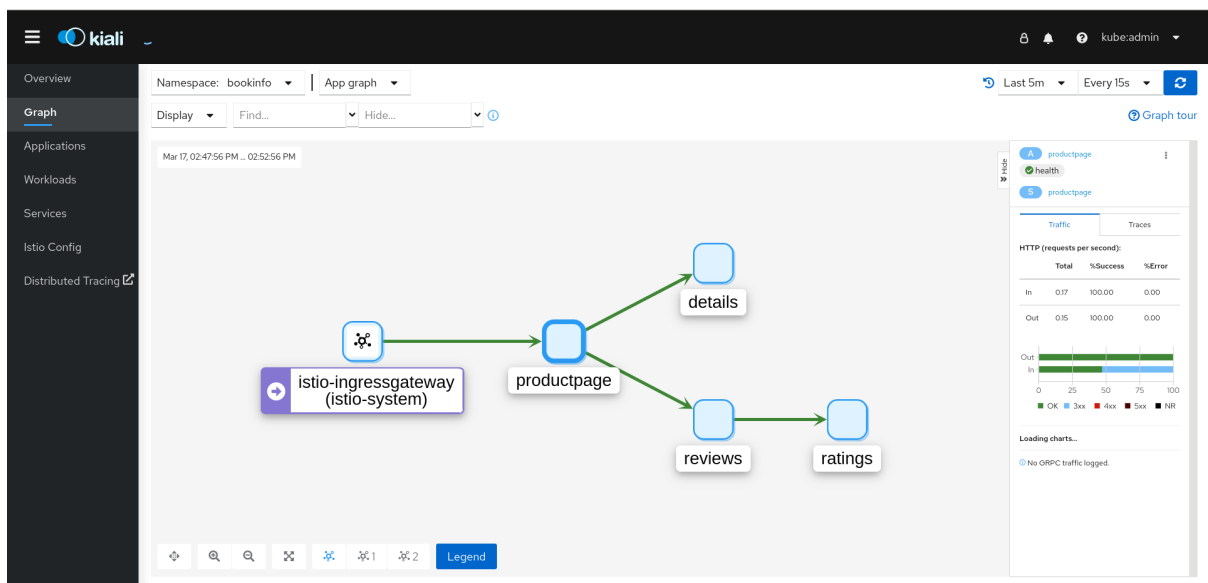 kiali
kube:admin
Overview
Graph
Applications
Workloads
Services
Istio Config
Distributed Tracing
Namespace: bookinfo
App graph
Last 5m
Every 15s
Display
Find...
Hide...
Graph tour
Mar 17, 02:47:56 PM ... 02:52:56 PM
Hide
details
istio-ingressgateway
(istio-system)
productpage
reviews
ratings
1
2
Legend
A productpage
health
S productpage
Traffic Traces
HTTP (requests per second):
Total %Success %Error
In 0.17 100.00 0.00
Out 0.15 100.00 0.00
Out
In
0 25 50 75 100
OK 3xx 4xx 5xx NR
Loading charts...
No GRPC traffic logged.